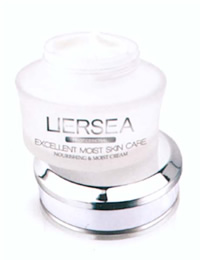 LIERSEA
EXCELLENT MOIST SKIN CARE
NOURISHING & MOIST CREAM